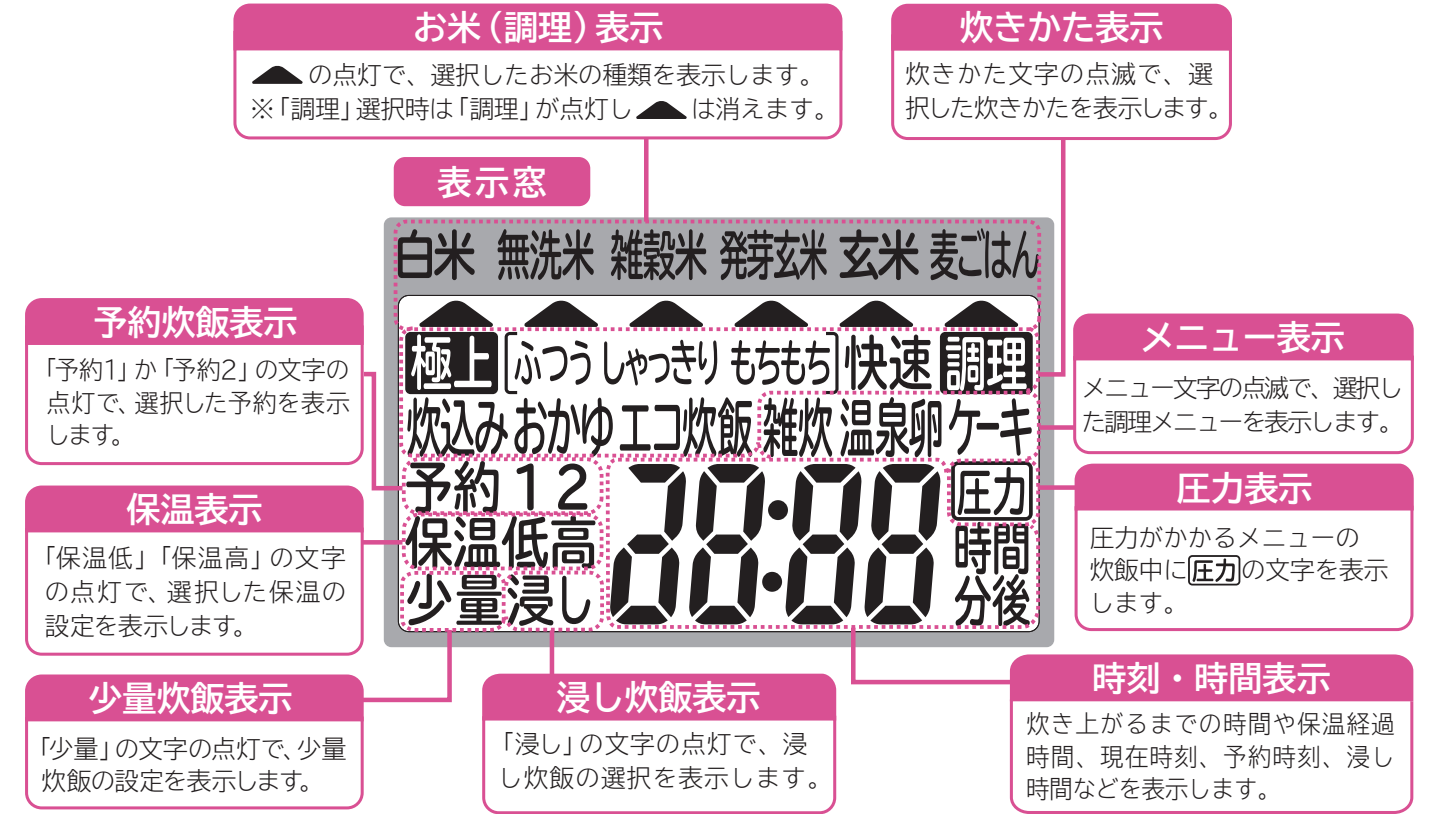 お米(調理)表示
▲の点灯で、選択したお米の種類を表示します。
※「調理」選択時は「調理」が点灯し▲は消えます。
炊きかた表示
炊きかた文字の点滅で、選
択した炊きかたを表示します。
表示窓
白米 無洗米 雑穀米 発芽玄米 玄米 麦ごはん
極上[ふつう しゃっきり もちもち]快速 調理
炊込み おかゆ エコ炊飯 雑炊 温泉卵 ケーキ
予約 1 2
保温低高
少量浸し
38:88
圧力
時間
分後
予約炊飯表示
「予約1」か「予約2」の文字の
点灯で、選択した予約を表示
します。
保温表示
「保温低」「保温高」の文字
の点灯で、選択した保温の
設定を表示します。
少量炊飯表示
「少量」の文字の点灯で、少量
炊飯の設定を表示します。
浸し炊飯表示
「浸し」の文字の点灯で、浸
し炊飯の選択を表示します。
メニュー表示
メニュー文字の点滅で、選択し
た調理メニューを表示します。
圧力表示
圧力がかかるメニューの
炊飯中に圧力の文字を表示
します。
時刻・時間表示
炊き上がるまでの時間や保温経過
時間、現在時刻、予約時刻、浸し
時間などを表示します。